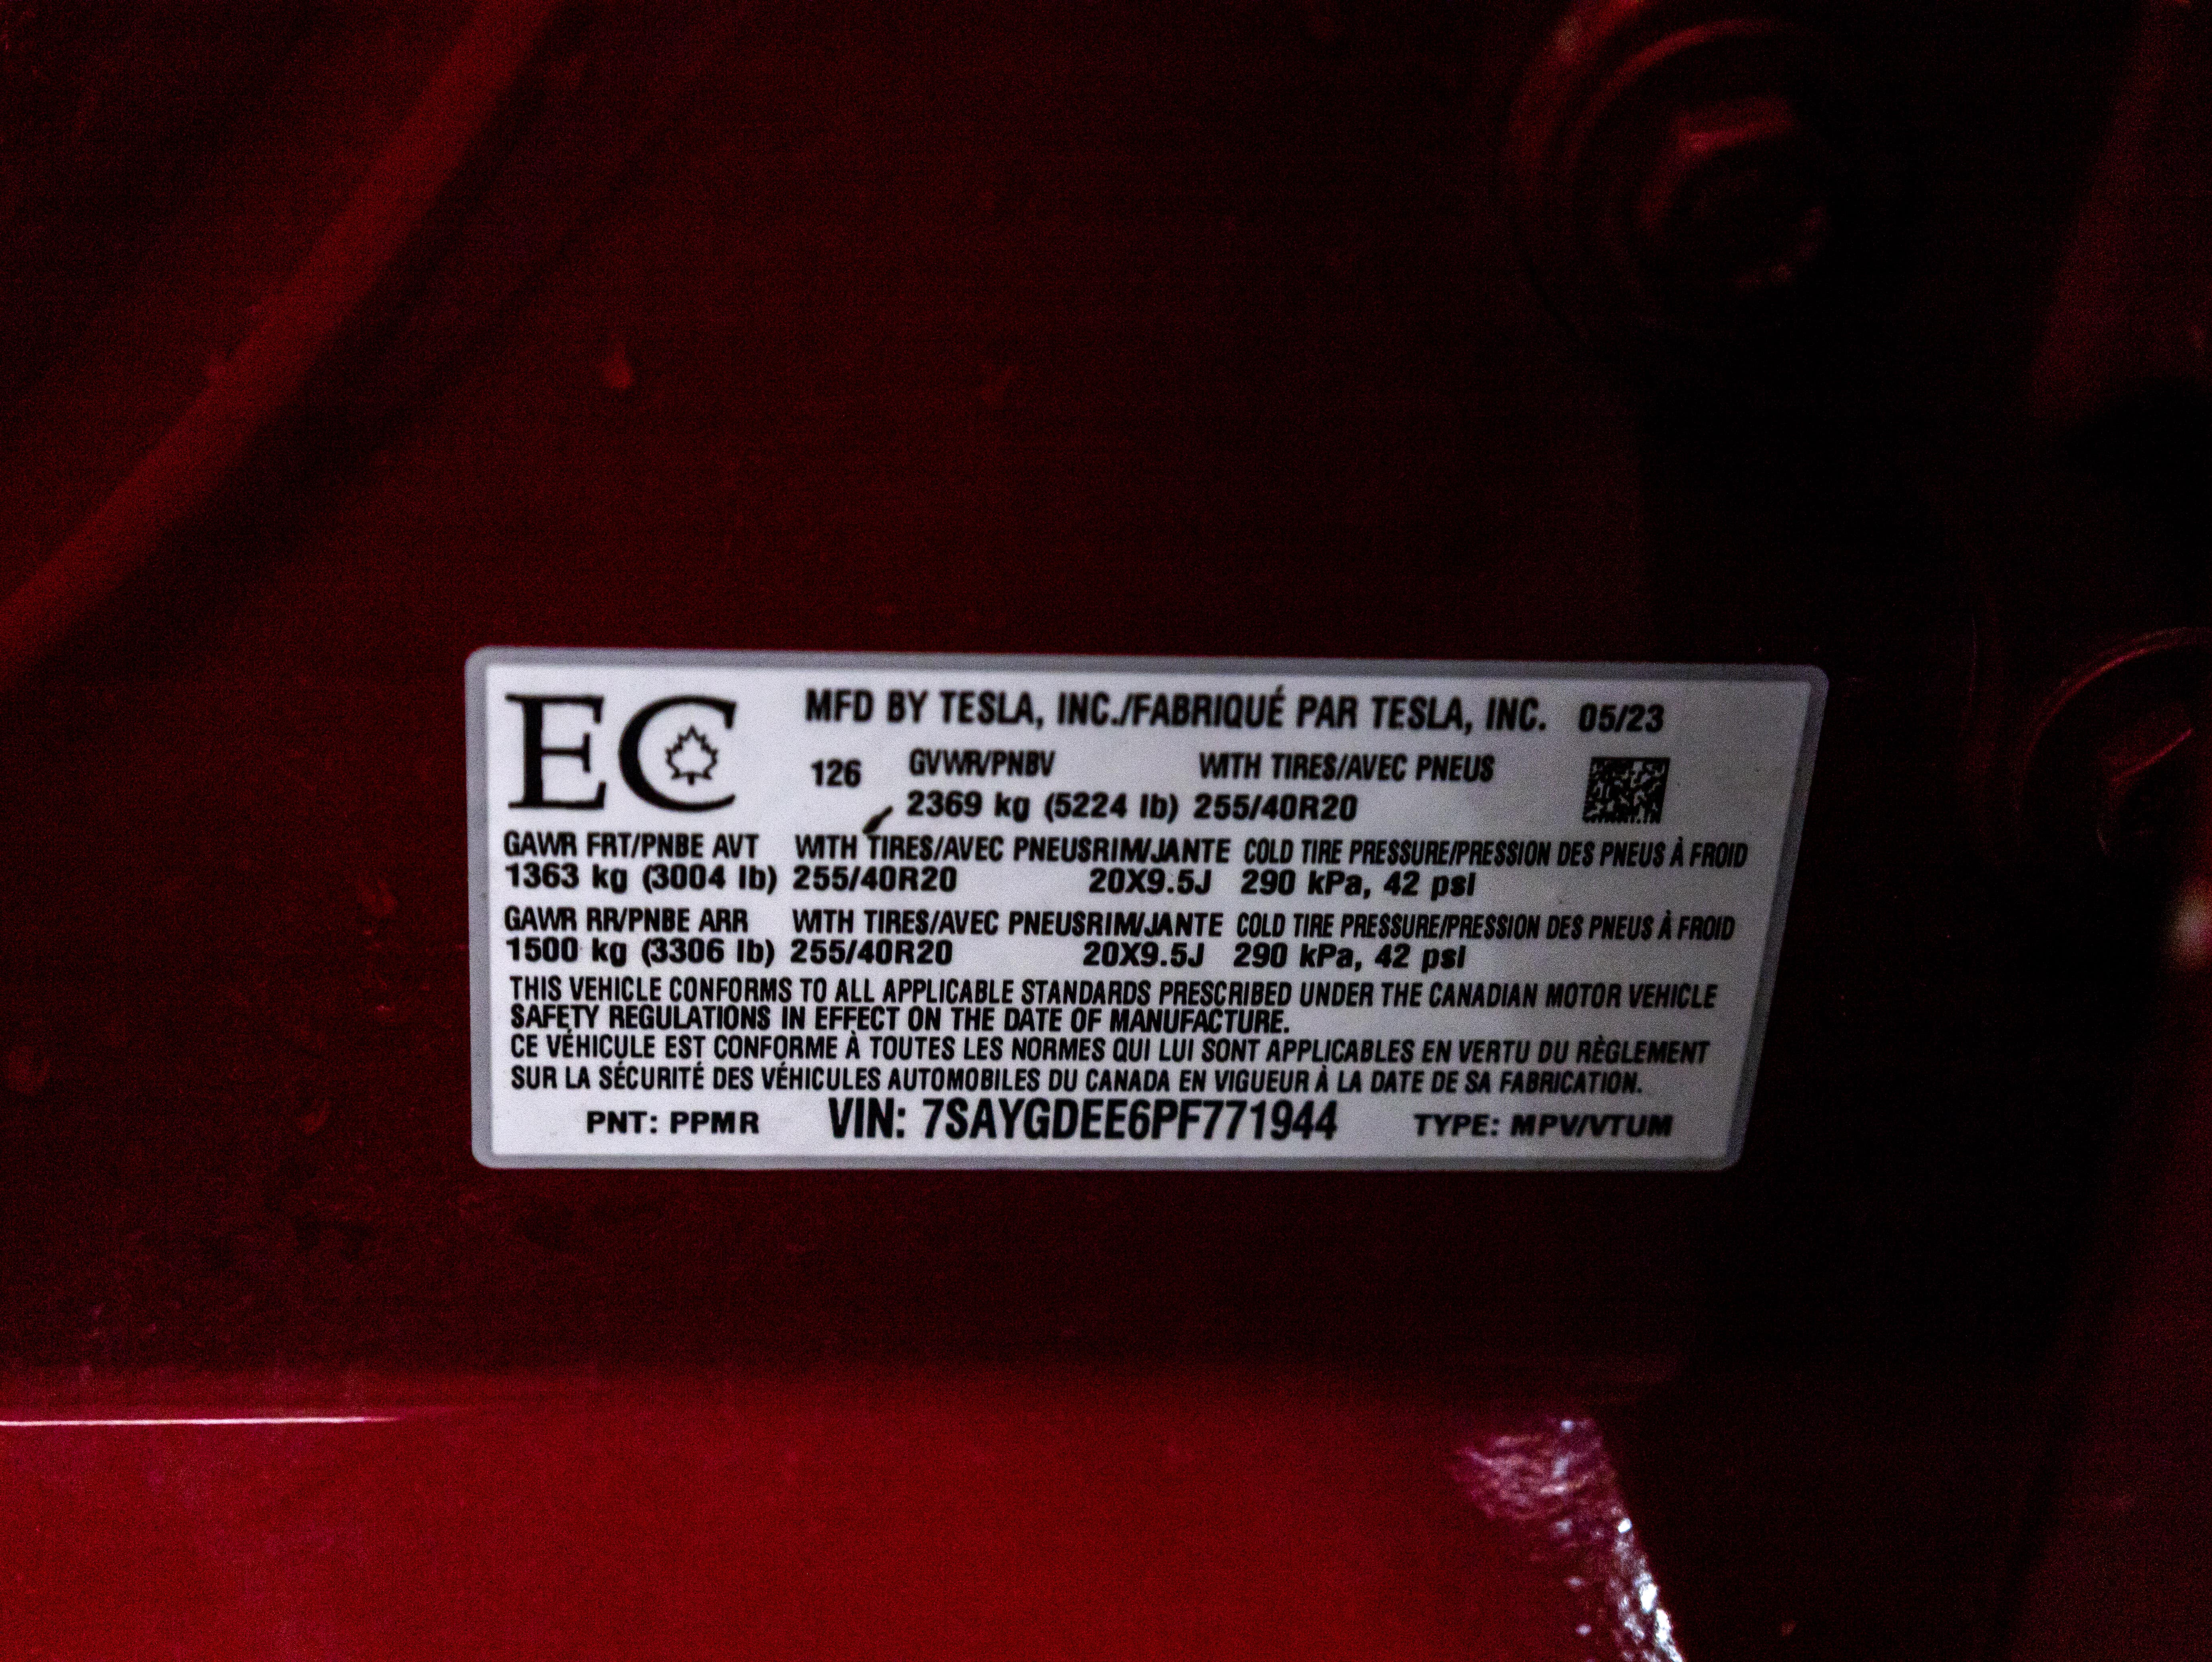 EC MFD BY TESLA, INC./FABRIQUÉ PAR TESLA, INC. 05/23
126 GVWR/PNBV WITH TIRES/AVEC PNEUS
2369 kg (5224 lb) 255/40R20
GAWR FRT/PNBE AVT WITH TIRES/AVEC PNEUS RIM/JANTE COLD TIRE PRESSURE/PRESSION DES PNEUS À FROID
1363 kg (3004 lb) 255/40R20 20X9.5J 290 kPa, 42 psi
GAWR RR/PNBE ARR WITH TIRES/AVEC PNEUS RIM/JANTE COLD TIRE PRESSURE/PRESSION DES PNEUS À FROID
1500 kg (3306 lb) 255/40R20 20X9.5J 290 kPa, 42 psi
THIS VEHICLE CONFORMS TO ALL APPLICABLE STANDARDS PRESCRIBED UNDER THE CANADIAN MOTOR VEHICLE
SAFETY REGULATIONS IN EFFECT ON THE DATE OF MANUFACTURE.
CE VÉHICULE EST CONFORME À TOUTES LES NORMES QUI LUI SONT APPLICABLES EN VERTU DU RÈGLEMENT
SUR LA SÉCURITÉ DES VÉHICULES AUTOMOBILES DU CANADA EN VIGUEUR À LA DATE DE SA FABRICATION.
PNT: PPMR VIN: 7SAYGDEE6PF771944 TYPE: MPV/VTUM